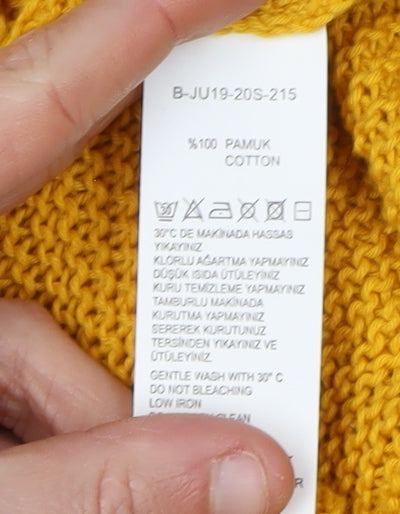 B-JU19-20S-215
%100 PAMUK
COTTON
30
30°C DE MAKİNADA HASSAS
YIKAYINIZ
KLORLU AĞARTMA YAPMAYINIZ
DÜŞÜK ISIDA ÜTÜLEYİNİZ
KURU TEMİZLEME YAPMAYINIZ
TAMBURLU MAKİNADA
KURUTMA YAPMAYINIZ
SEREREK KURUTUNUZ
TERSİNDEN YIKAYINIZ VE
ÜTÜLEYİNİZ.
GENTLE WASH WITH 30° C
DO NOT BLEACHING
LOW IRON